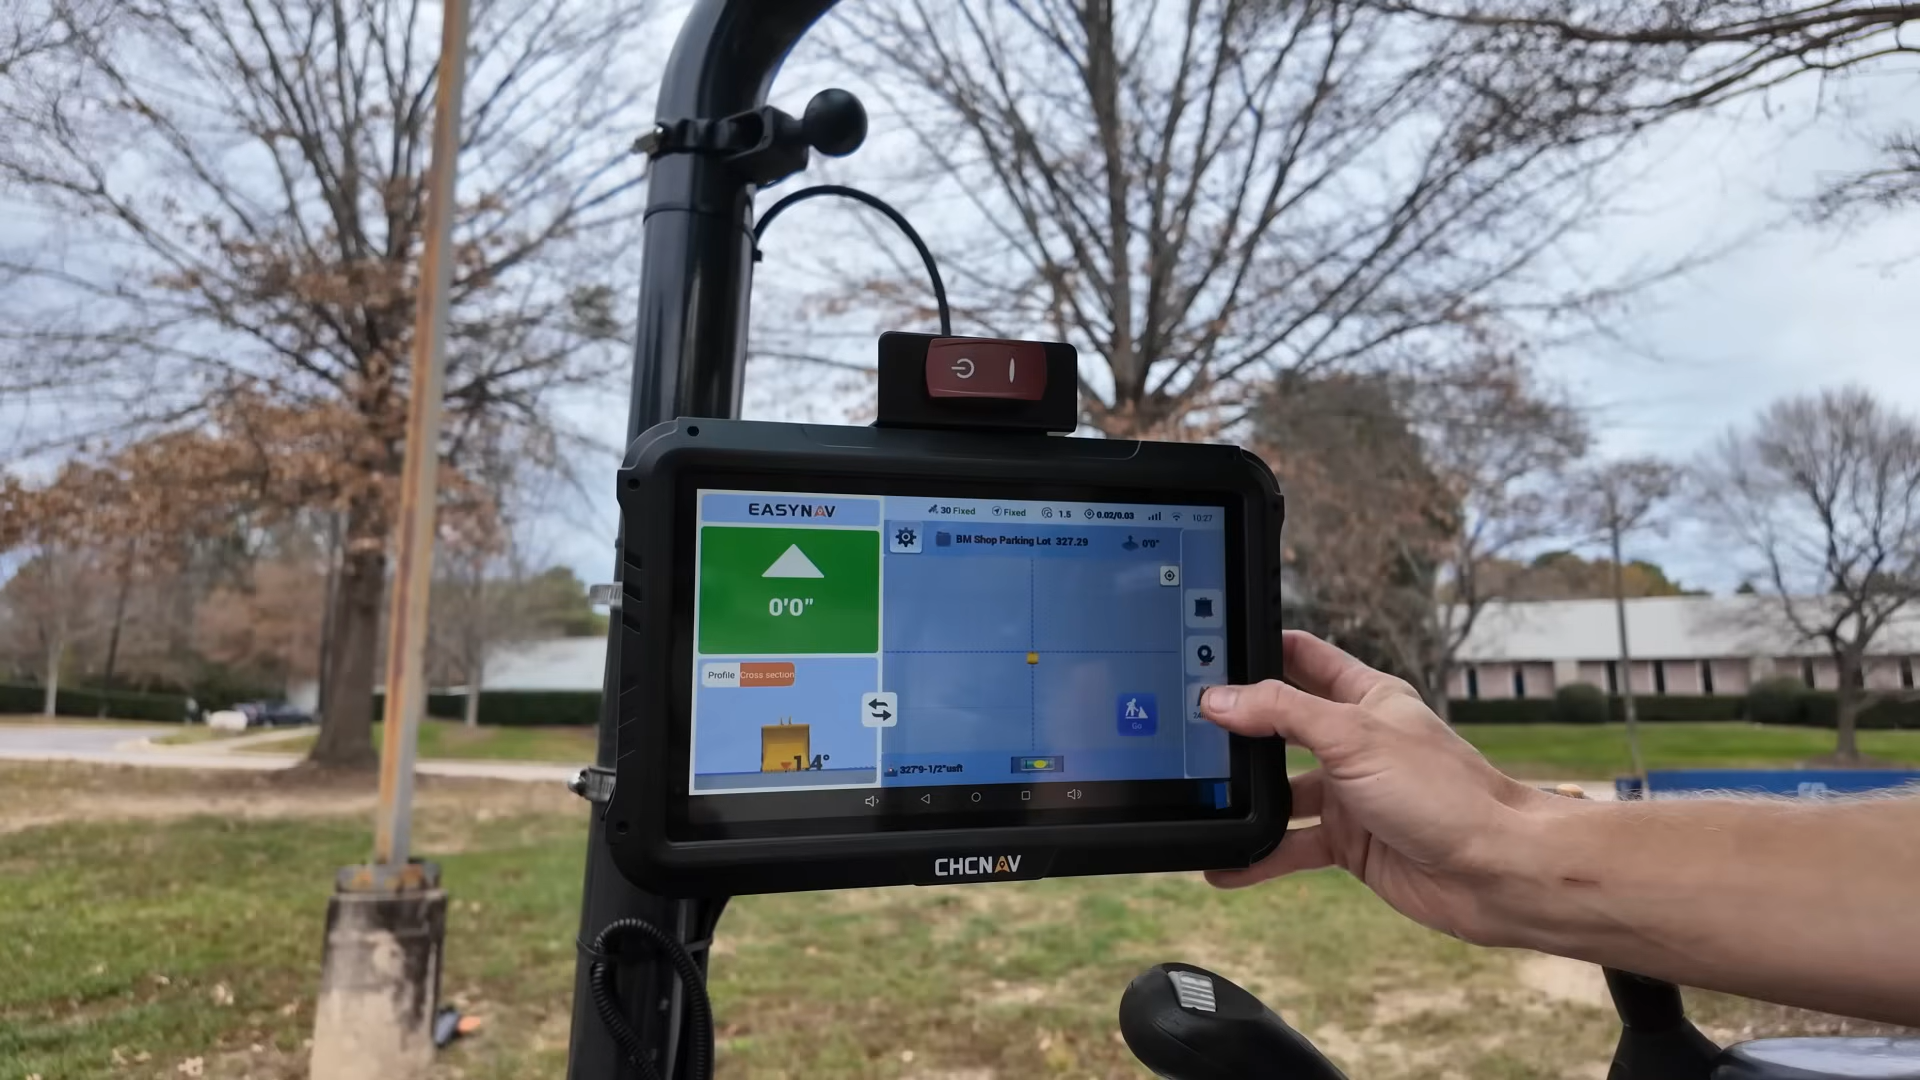 EASYNAV
30 Fixed Fixed 1.5 0.02/0.03 10:27
BM Shop Parking Lot 327.29 0'0"
0'0"
Profile Cross section
1.4°
Go
327'9-1/2"usft
CHCNAV